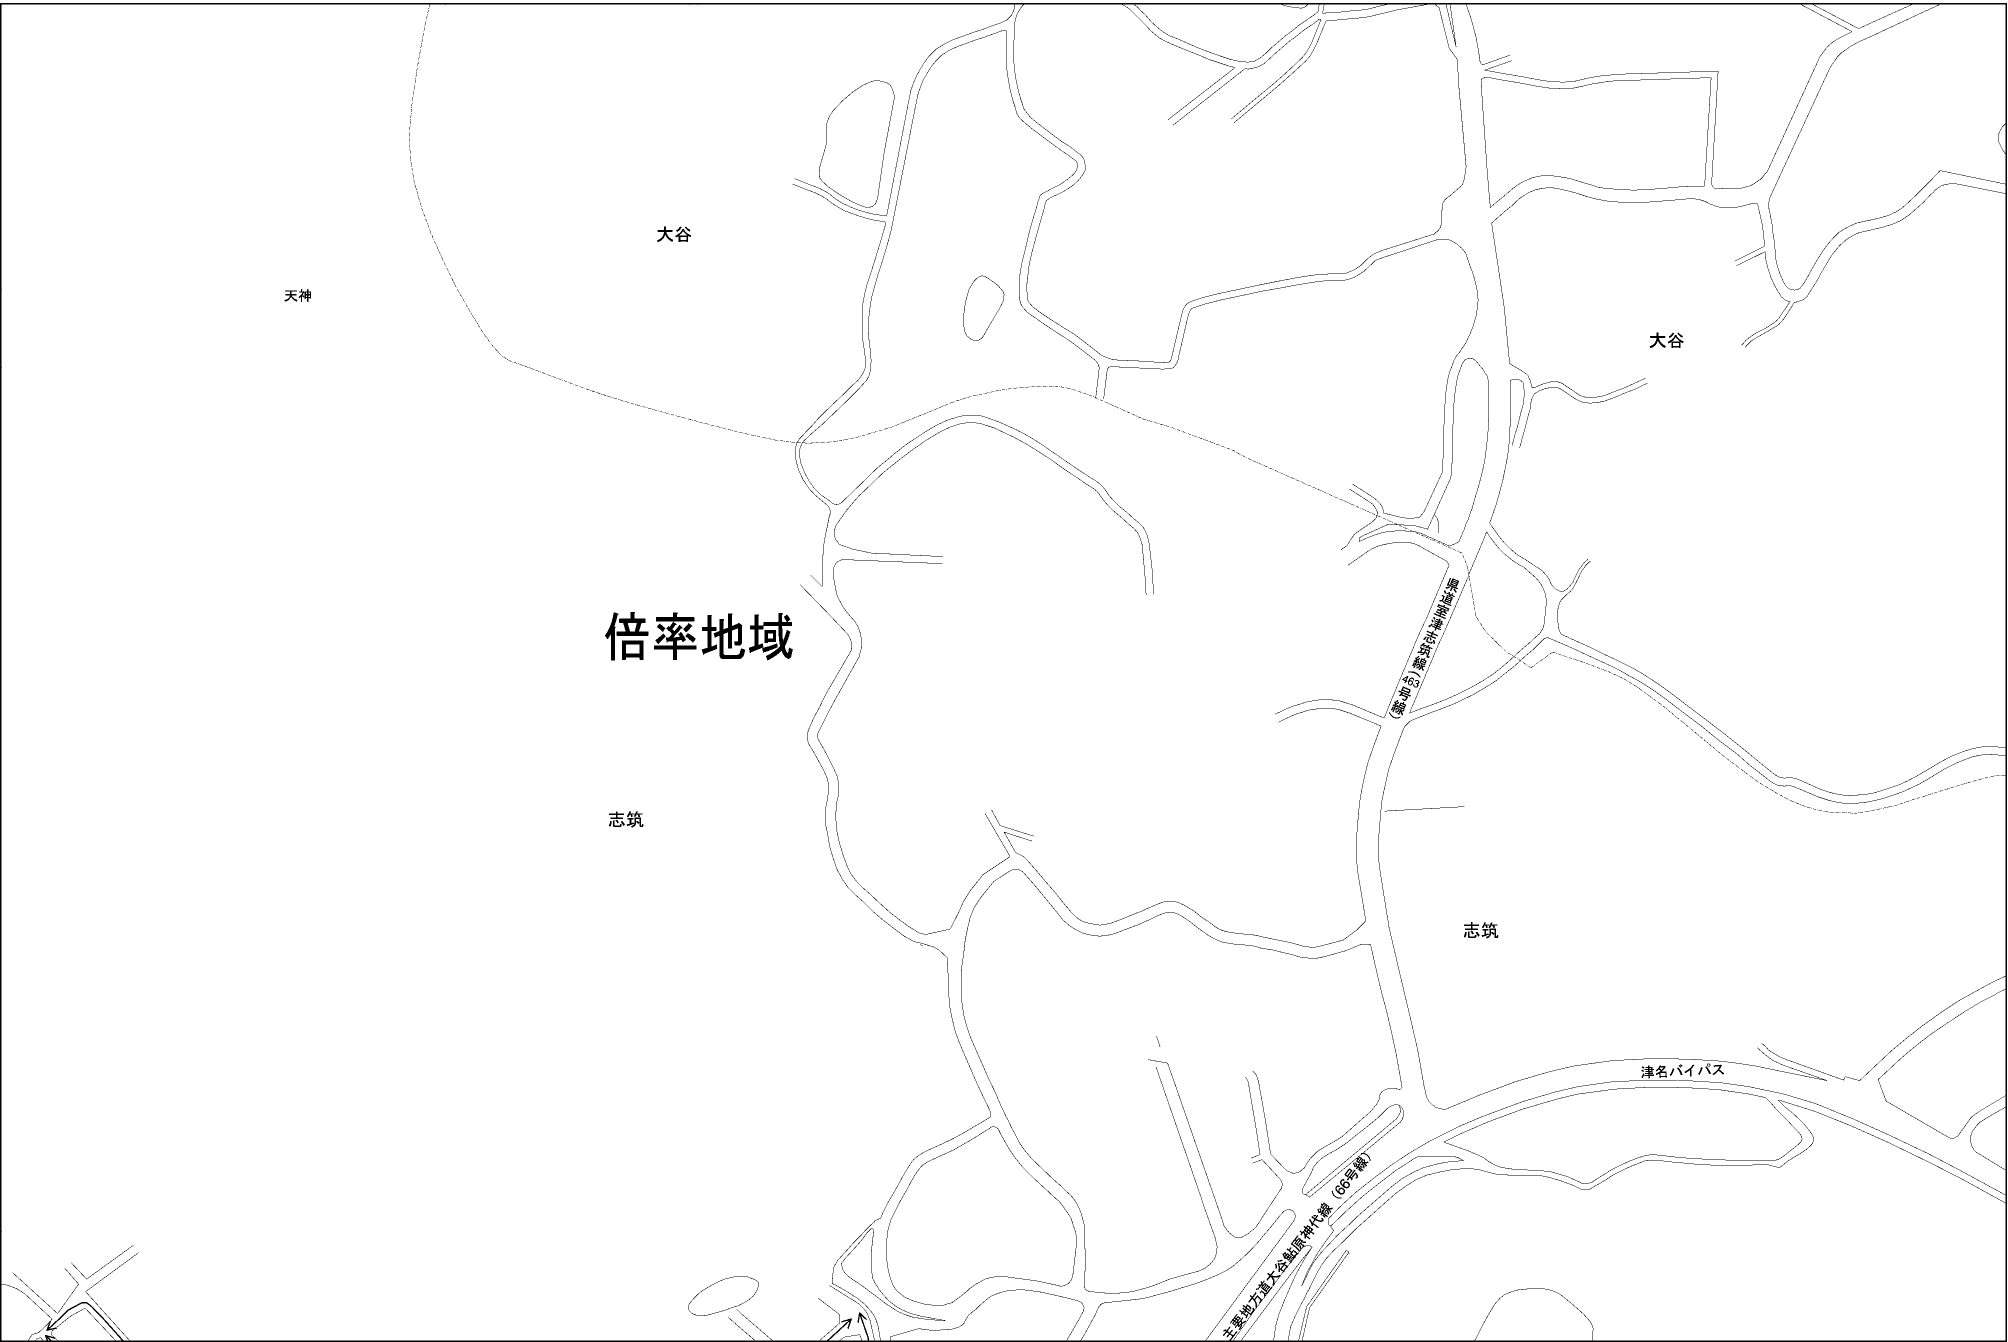 大谷
天神
大谷
倍率地域
県道室津志筑線(463号線)
志筑
志筑
津名バイパス
主要地方道大谷鮎原神代線（66号線）